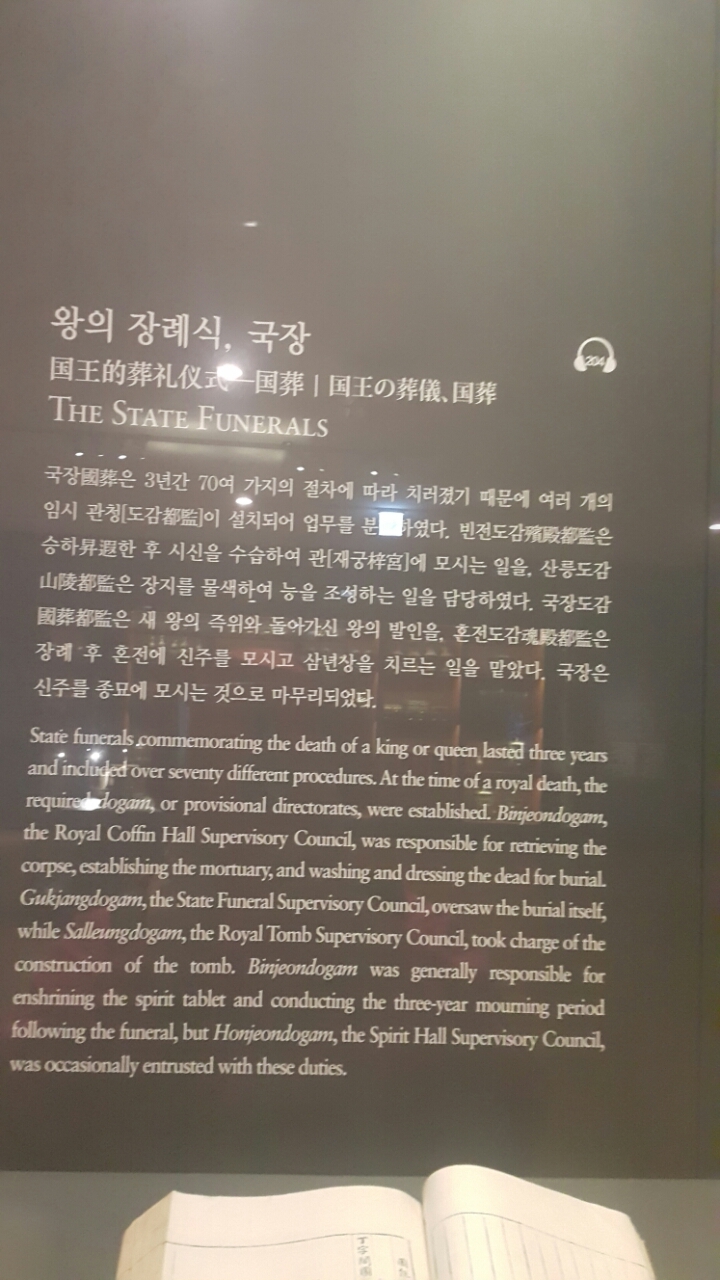 왕의 장례식, 국장
204
国王的葬礼仪式—国葬 | 国王の葬儀、国葬
THE STATE FUNERALS
국장國葬은 3년간 70여 가지의 절차에 따라 치러졌기 때문에 여러 개의
임시 관청[도감都監]이 설치되어 업무를 분하였다. 빈전도감殯殿都監은
승하昇遐한 후 시신을 수습하여 관[재궁梓宮]에 모시는 일을, 산릉도감
山陵都監은 장지를 물색하여 능을 조성하는 일을 담당하였다. 국장도감
國葬都監은 새 왕의 즉위와 돌아가신 왕의 발인을, 혼전도감魂殿都監은
장례 후 혼전에 신주를 모시고 삼년상을 치르는 일을 맡았다. 국장은
신주를 종묘에 모시는 것으로 마무리되었다.
State funerals commemorating the death of a king or queen lasted three years
and included over seventy different procedures. At the time of a royal death, the
required dogam, or provisional directorates, were established. Binjeondogam,
the Royal Coffin Hall Supervisory Council, was responsible for retrieving the
corpse, establishing the mortuary, and washing and dressing the dead for burial.
Gukjangdogam, the State Funeral Supervisory Council, oversaw the burial itself,
while Salleungdogam, the Royal Tomb Supervisory Council, took charge of the
construction of the tomb. Binjeondogam was generally responsible for
enshrining the spirit tablet and conducting the three-year mourning period
following the funeral, but Honjeondogam, the Spirit Hall Supervisory Council,
was occasionally entrusted with these duties.